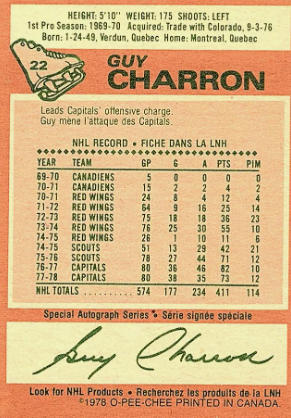 HEIGHT: 5'10" WEIGHT: 175 SHOOTS: LEFT
1st Pro Season: 1969-70 Acquired: Trade with Colorado, 9-3-76
Born: 1-24-49, Verdun, Quebec Home: Montreal, Quebec
22
GUY
CHARRON
Leads Capitals' offensive charge.
Guy mène l'attaque des Capitals.
NHL RECORD • FICHE DANS LA LNH
YEAR TEAM GP G A PTS PIM
69-70 CANADIENS 5 0 0 0 0
70-71 CANADIENS 15 2 2 4 2
70-71 RED WINGS 24 8 4 12 4
71-72 RED WINGS 64 9 16 25 14
72-73 RED WINGS 75 18 18 36 23
73-74 RED WINGS 76 25 30 55 10
74-75 RED WINGS 26 1 10 11 6
74-75 SCOUTS 51 13 29 42 21
75-76 SCOUTS 78 27 44 71 12
76-77 CAPITALS 80 36 46 82 10
77-78 CAPITALS 80 38 35 73 12
NHL TOTALS .......... 574 177 234 411 114
Special Autograph Series • Série signée spéciale
Guy Charron
Look for NHL Products • Recherchez les produits de la LNH
©1978 O-PEE-CHEE PRINTED IN CANADA.